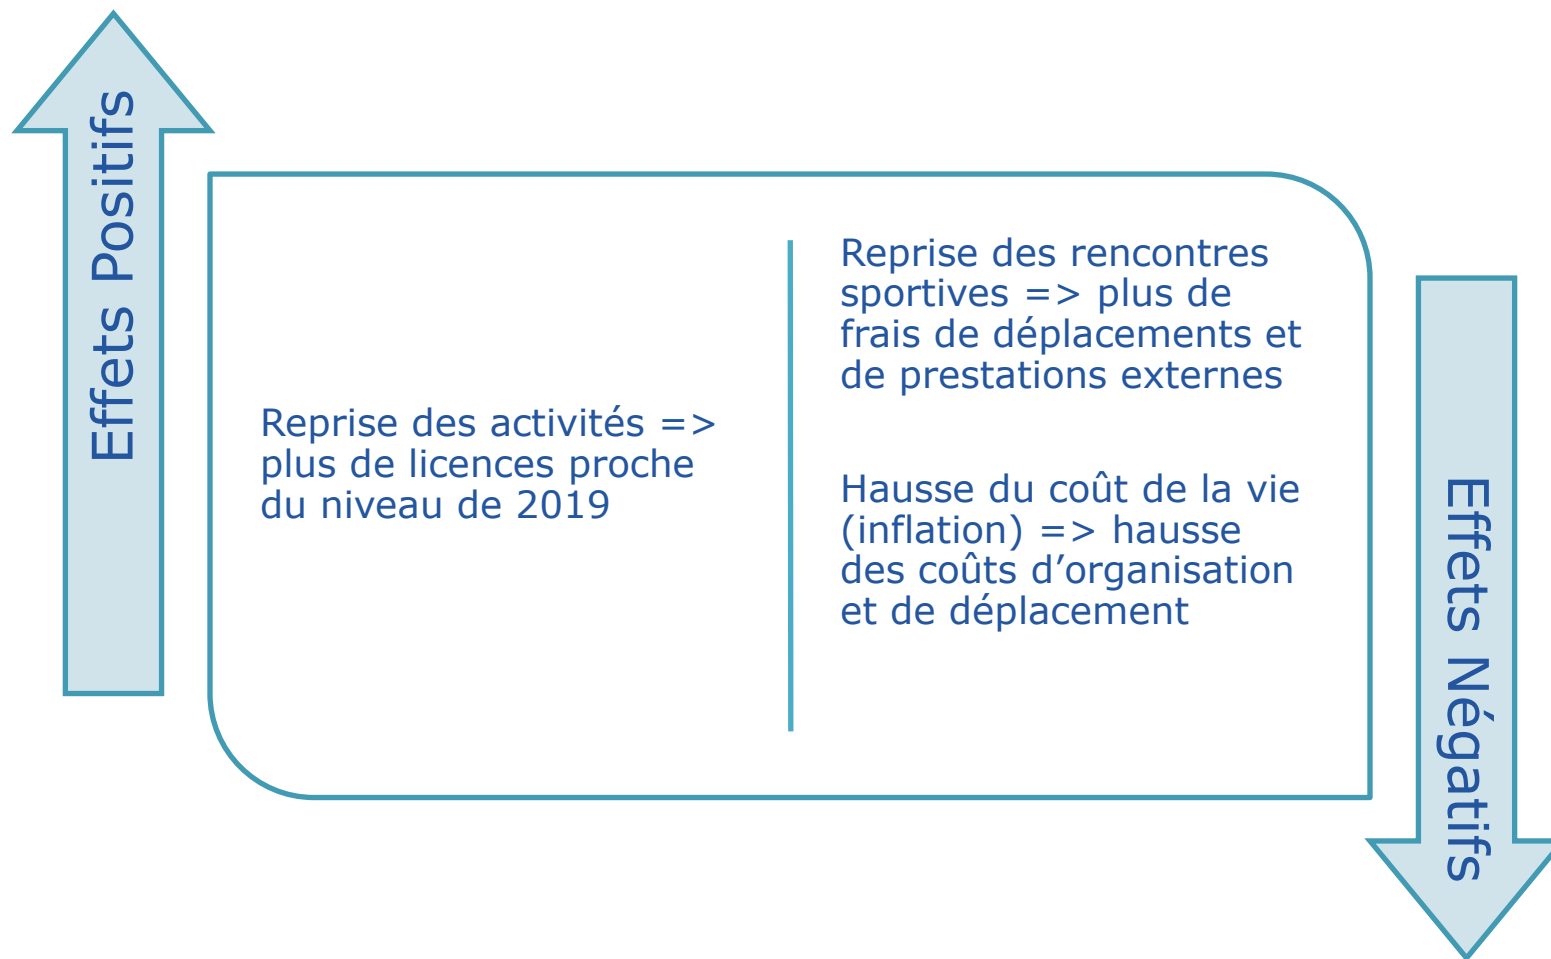 Effets Positifs
Reprise des activités =>
plus de licences proche
du niveau de 2019
Reprise des rencontres
sportives => plus de
frais de déplacements et
de prestations externes
Hausse du coût de la vie
(inflation) => hausse
des coûts d’organisation
et de déplacement
Effets Négatifs